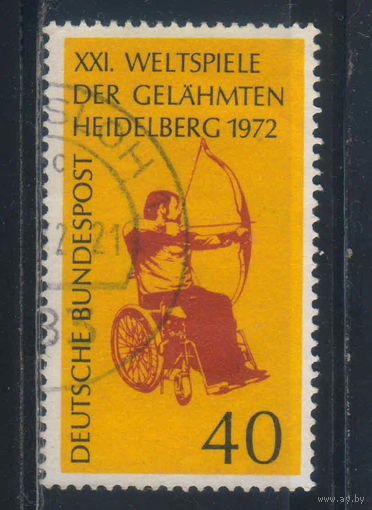 XXI. WELTSPIELE
DER GELÄHMTEN
HEIDELBERG 1972
DEUTSCHE BUNDESPOST
40
www.ay.by